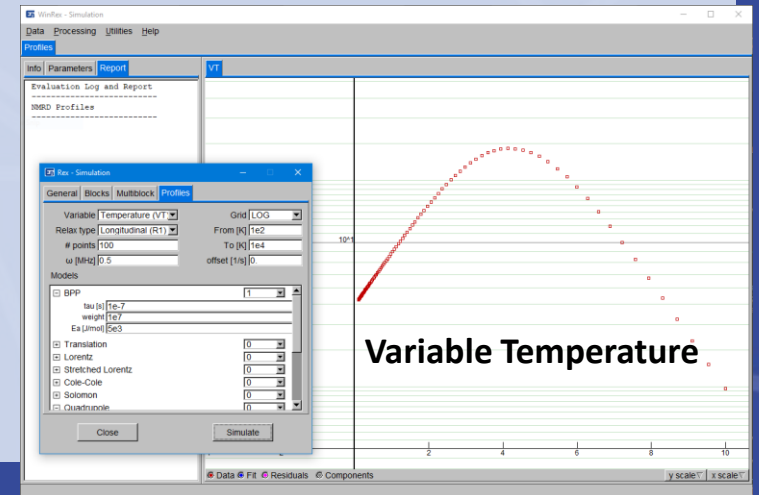 WinRex - Simulation
Data Processing Utilities Help
Profiles
Info Parameters Report
VT
Evaluation Log and Report
--------------------------
NMRD Profiles
--------------------------
Rex - Simulation
General Blocks Multiblock Profiles
Variable Temperature (VT) Grid LOG
Relax type Longitudinal (R1) From [K] 1e2
# points 100 To [K] 1e4
ω [MHz] 0.5 offset [1/s] 0.
Models
BPP 1
tau [s] 1e-7
weight 1e7
Ea [J/mol] 5e3
Translation 0
Lorentz 0
Stretched Lorentz 0
Cole-Cole 0
Solomon 0
Quadrupole 0
Close Simulate
10^1
Variable Temperature
2 4 6 8 10
Data Fit Residuals Components y scale x scale